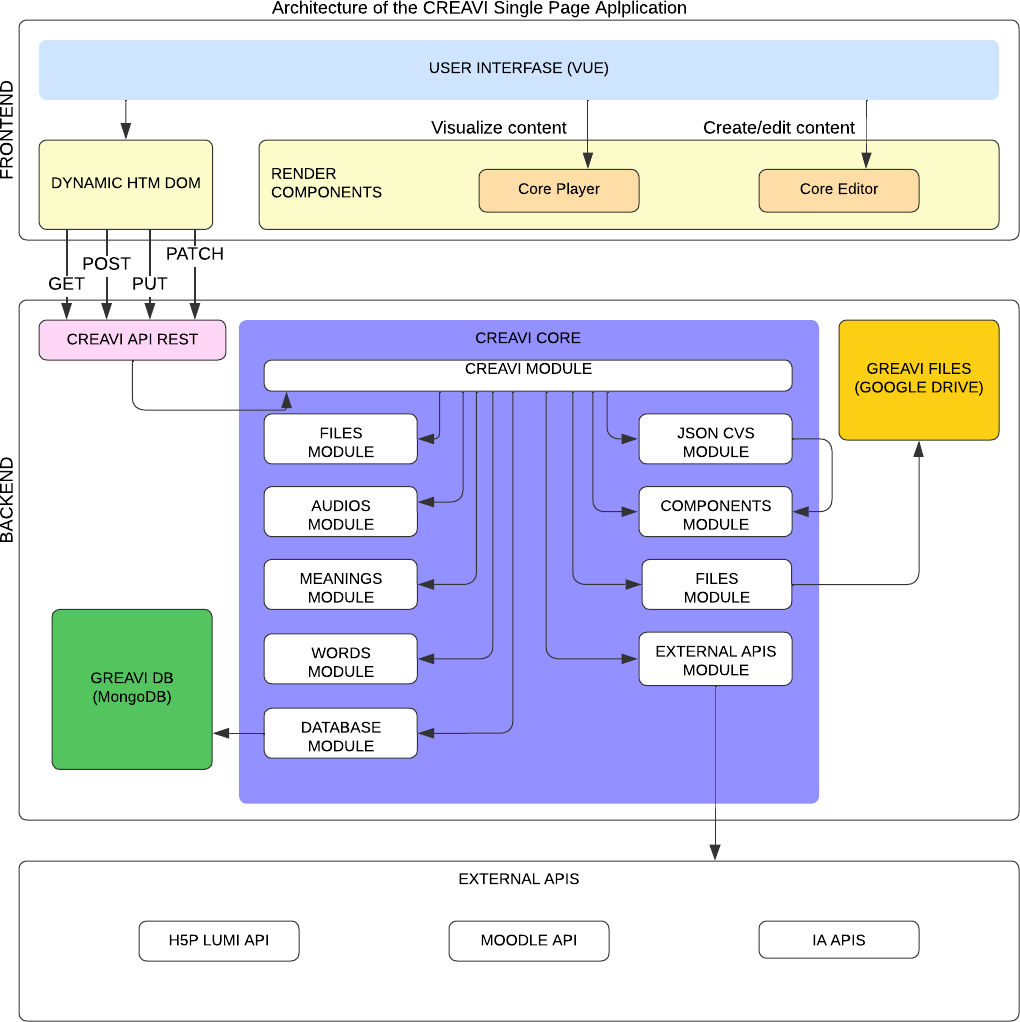 Architecture of the CREAVI Single Page Aplplication
FRONTEND
USER INTERFASE (VUE)
Visualize content
Create/edit content
DYNAMIC HTM DOM
RENDER
COMPONENTS
Core Player
Core Editor
GET
POST
PUT
PATCH
BACKEND
CREAVI API REST
CREAVI CORE
CREAVI MODULE
GREAVI FILES
(GOOGLE DRIVE)
FILES
MODULE
JSON CVS
MODULE
AUDIOS
MODULE
COMPONENTS
MODULE
MEANINGS
MODULE
FILES
MODULE
WORDS
MODULE
EXTERNAL APIS
MODULE
GREAVI DB
(MongoDB)
DATABASE
MODULE
EXTERNAL APIS
H5P LUMI API
MOODLE API
IA APIS